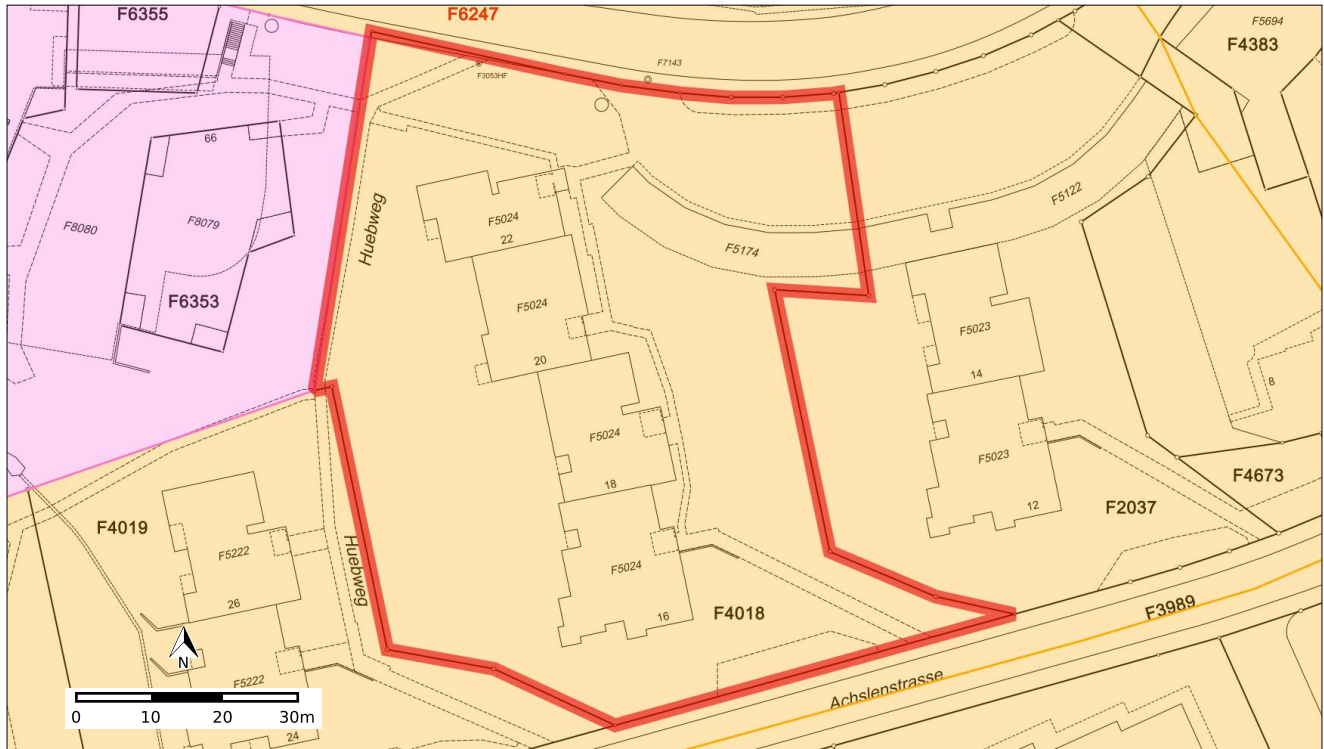 F6355
F6247
F5694
F4383
F7143
F3053HF
66
F8080
F8079
F6353
Huebweg
F5024
22
F5174
F5122
F5024
20
F5023
14
8
F5024
18
F5023
12
F4673
F2037
F4019
F5222
26
Huebweg
F5024
16
F4018
F3989
Achslenstrasse
F5222
24
N
0 10 20 30m